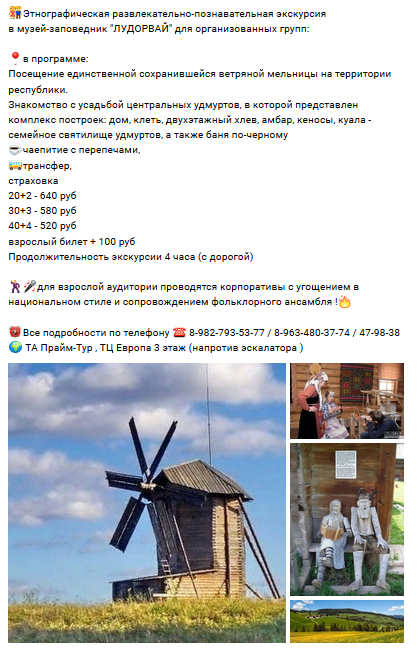 Этнографическая развлекательно-познавательная экскурсия
в музей-заповедник "ЛУДОРВАЙ" для организованных групп:
в программе:
Посещение единственной сохранившейся ветряной мельницы на территории
республики.
Знакомство с усадьбой центральных удмуртов, в которой представлен
комплекс построек: дом, клеть, двухэтажный хлев, амбар, кеносы, куала -
семейное святилище удмуртов, а также баня по-черному
чаепитие с перепечами,
трансфер,
страховка
20+2 - 640 руб
30+3 - 580 руб
40+4 - 520 руб
взрослый билет + 100 руб
Продолжительность экскурсии 4 часа (с дорогой)
для взрослой аудитории проводятся корпоративы с угощением в
национальном стиле и сопровождением фольклорного ансамбля !
Все подробности по телефону ☎ 8-982-793-53-77 / 8-963-480-37-74 / 47-98-38
ТА Прайм-Тур , ТЦ Европа 3 этаж (напротив эскалатора )